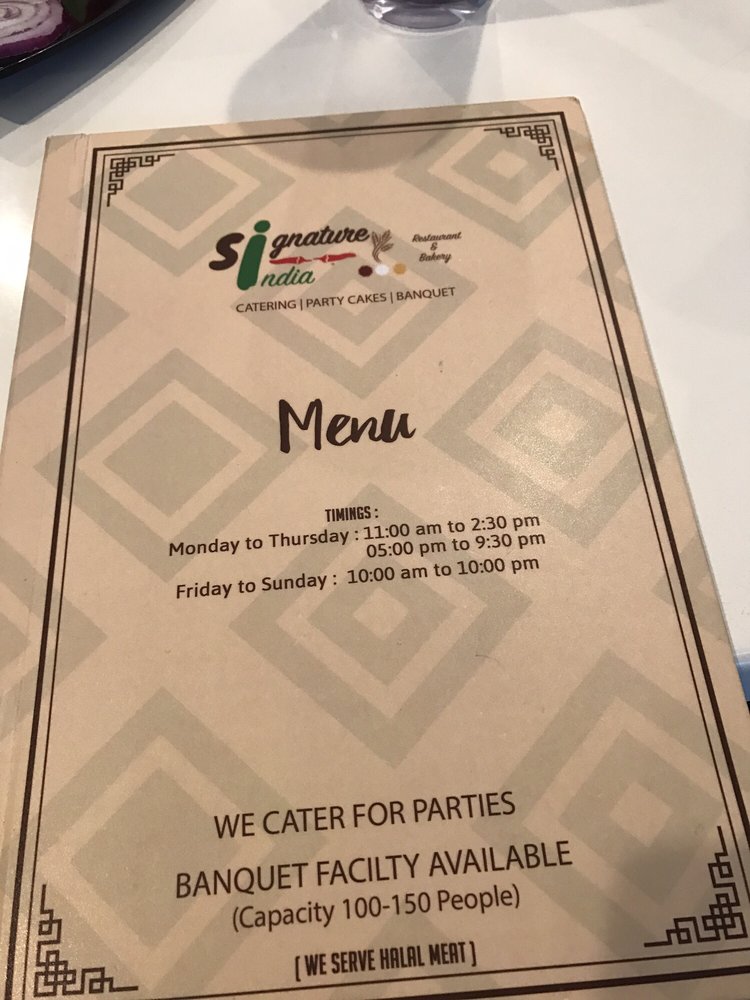 Signature
India
Restaurant
&
Bakery
CATERING | PARTY CAKES | BANQUET
Menu
TIMINGS :
Monday to Thursday : 11:00 am to 2:30 pm
05:00 pm to 9:30 pm
Friday to Sunday : 10:00 am to 10:00 pm
WE CATER FOR PARTIES
BANQUET FACILTY AVAILABLE
(Capacity 100-150 People)
[ WE SERVE HALAL MEAT ]